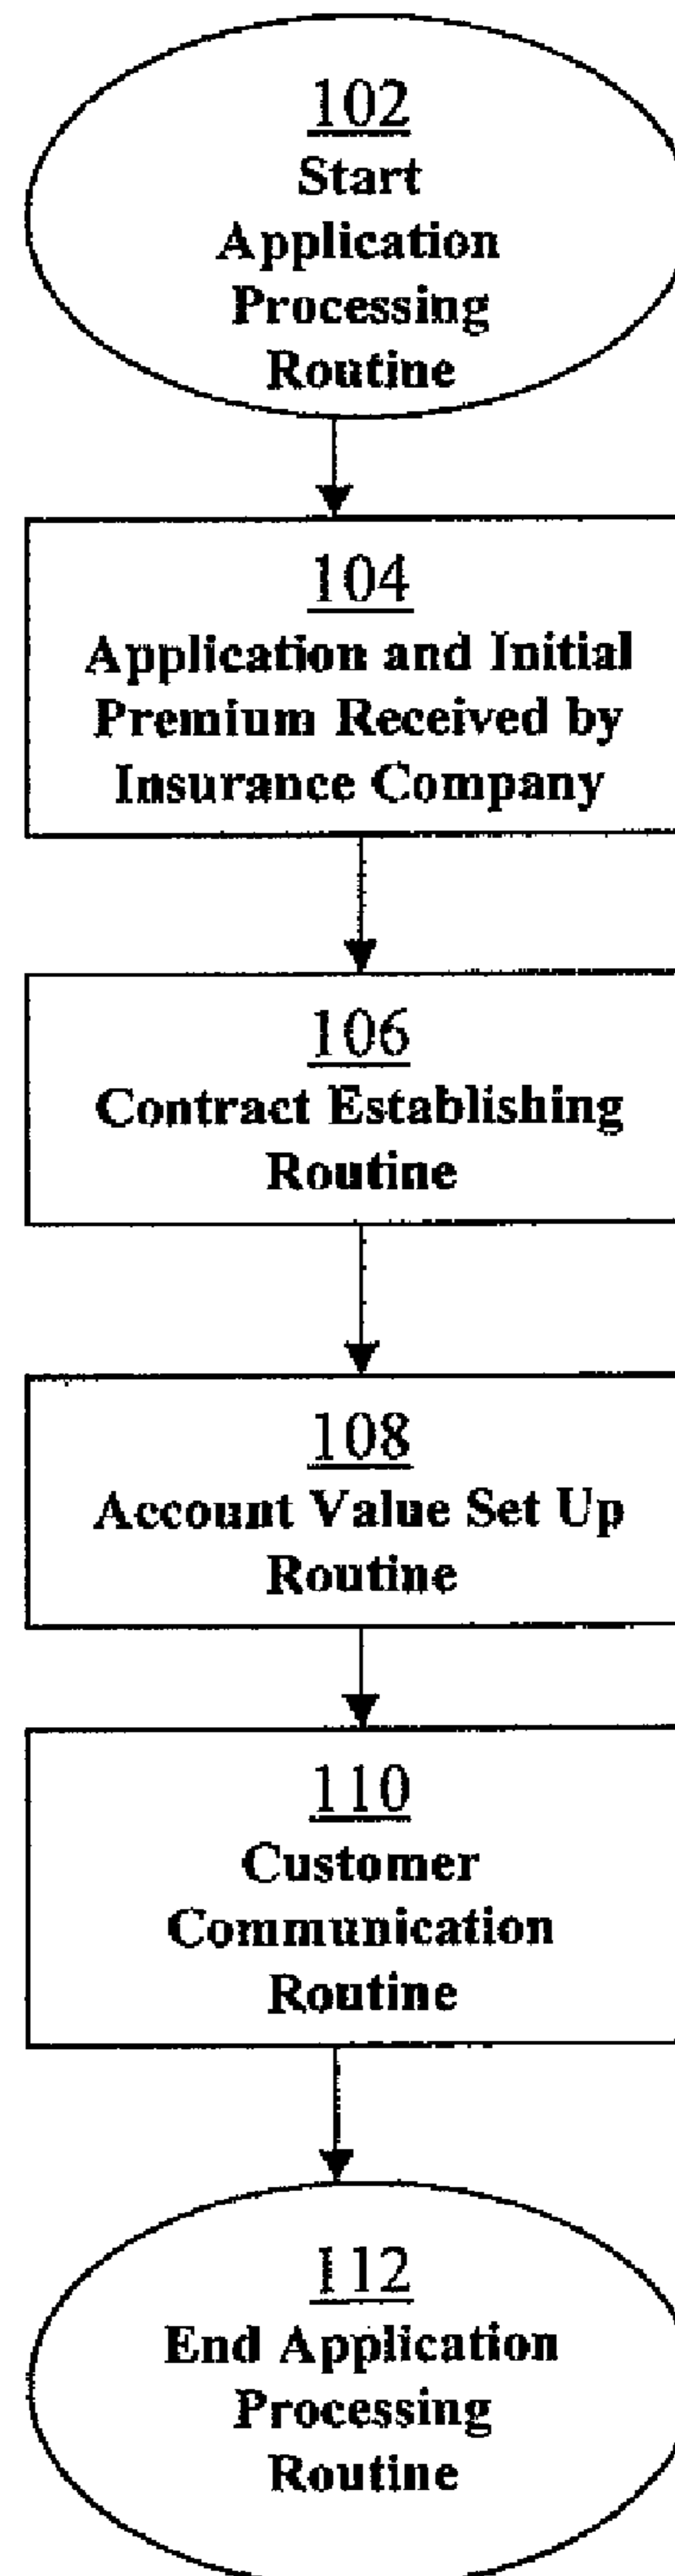 102
Start
Application
Processing
Routine
104
Application and Initial
Premium Received by
Insurance Company
106
Contract Establishing
Routine
108
Account Value Set Up
Routine
110
Customer
Communication
Routine
112
End Application
Processing
Routine